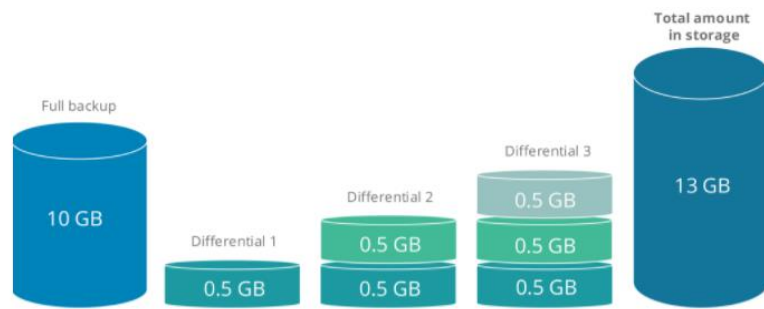 Total amount
in storage
Full backup
Differential 3
Differential 2
Differential 1
10 GB
0.5 GB
0.5 GB
0.5 GB
0.5 GB
0.5 GB
0.5 GB
13 GB